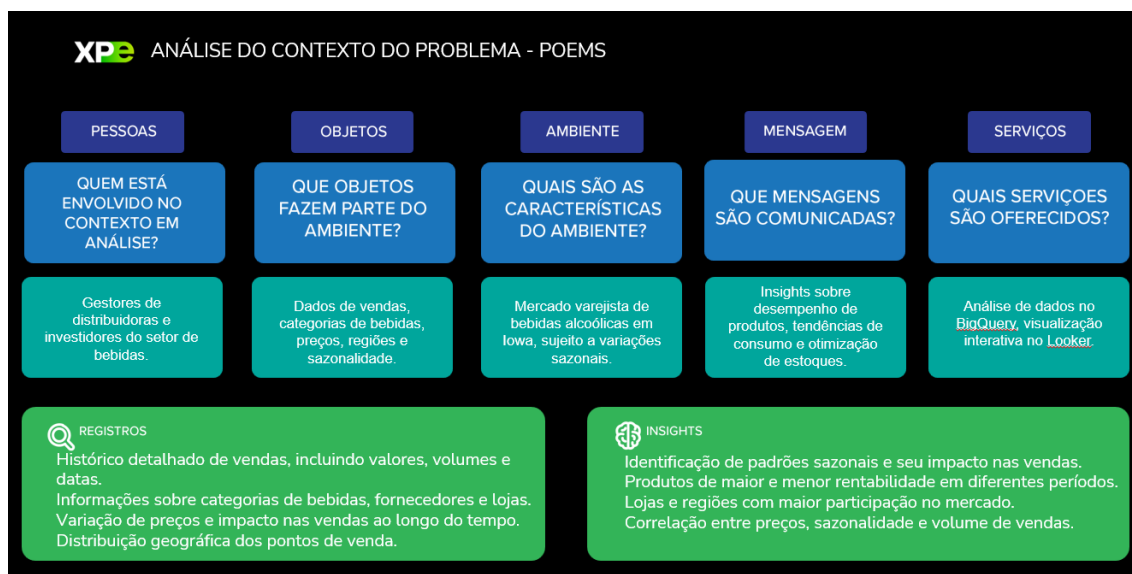 XPe ANÁLISE DO CONTEXTO DO PROBLEMA - POEMS
PESSOAS
QUEM ESTÁ
ENVOLVIDO NO
CONTEXTO EM
ANÁLISE?
Gestores de
distribuidoras e
investidores do setor de
bebidas.
OBJETOS
QUE OBJETOS
FAZEM PARTE DO
AMBIENTE?
Dados de vendas,
categorias de bebidas,
preços, regiões e
sazonalidade.
AMBIENTE
QUAIS SÃO AS
CARACTERÍSTICAS
DO AMBIENTE?
Mercado varejista de
bebidas alcoólicas em
Iowa, sujeito a variações
sazonais.
MENSAGEM
QUE MENSAGENS
SÃO COMUNICADAS?
Insights sobre
desempenho de
produtos, tendências de
consumo e otimização
de estoques.
SERVIÇOS
QUAIS SERVIÇOES
SÃO OFERECIDOS?
Análise de dados no
BigQuery, visualização
interativa no Looker.
REGISTROS
Histórico detalhado de vendas, incluindo valores, volumes e
datas.
Informações sobre categorias de bebidas, fornecedores e lojas.
Variação de preços e impacto nas vendas ao longo do tempo.
Distribuição geográfica dos pontos de venda.
INSIGHTS
Identificação de padrões sazonais e seu impacto nas vendas.
Produtos de maior e menor rentabilidade em diferentes períodos.
Lojas e regiões com maior participação no mercado.
Correlação entre preços, sazonalidade e volume de vendas.